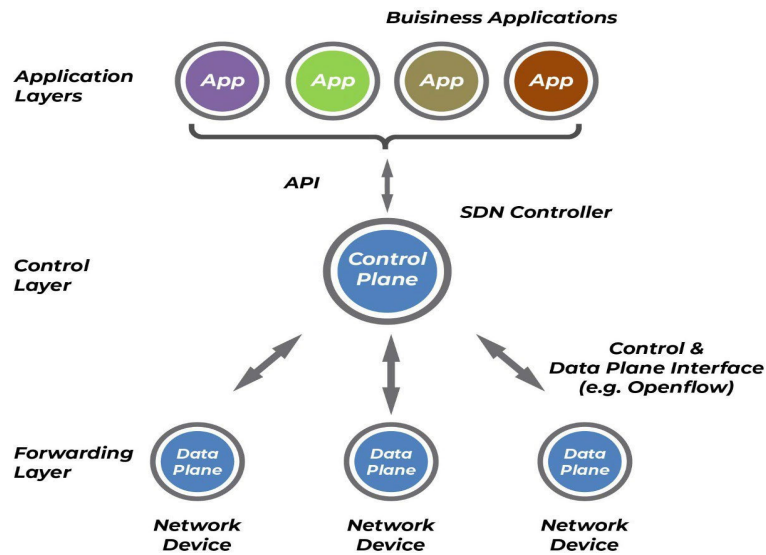 Buisiness Applications
Application
Layers
App
App
App
App
API
SDN Controller
Control
Layer
Control
Plane
Control &
Data Plane Interface
(e.g. Openflow)
Forwarding
Layer
Data
Plane
Data
Plane
Data
Plane
Network
Device
Network
Device
Network
Device